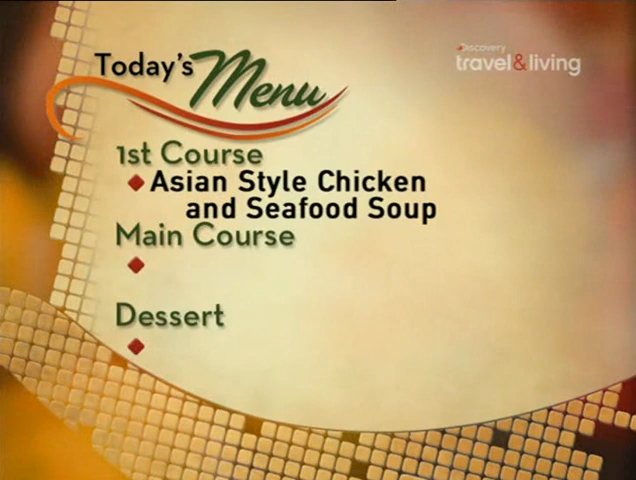 Today's Menu
Discovery
travel&living
1st Course
Asian Style Chicken
and Seafood Soup
Main Course
Dessert